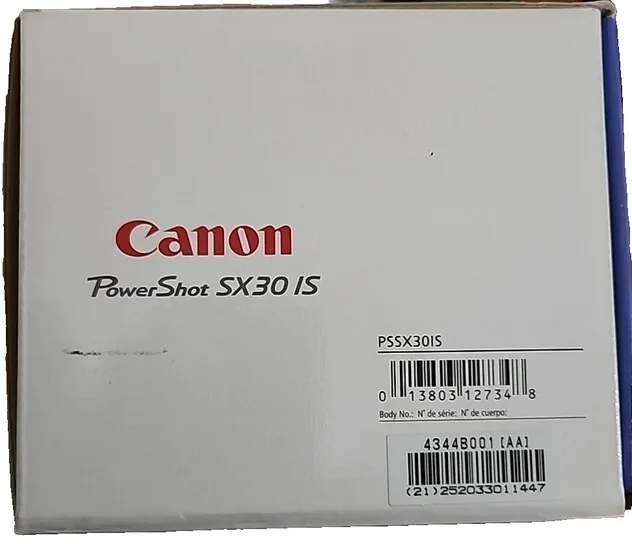 Canon
PowerShot SX30 IS
PSSX30IS
0 13803 12734 8
Body No.: N° de série: N° de cuerpo:
4344B001 [AA]
(21)252033011447